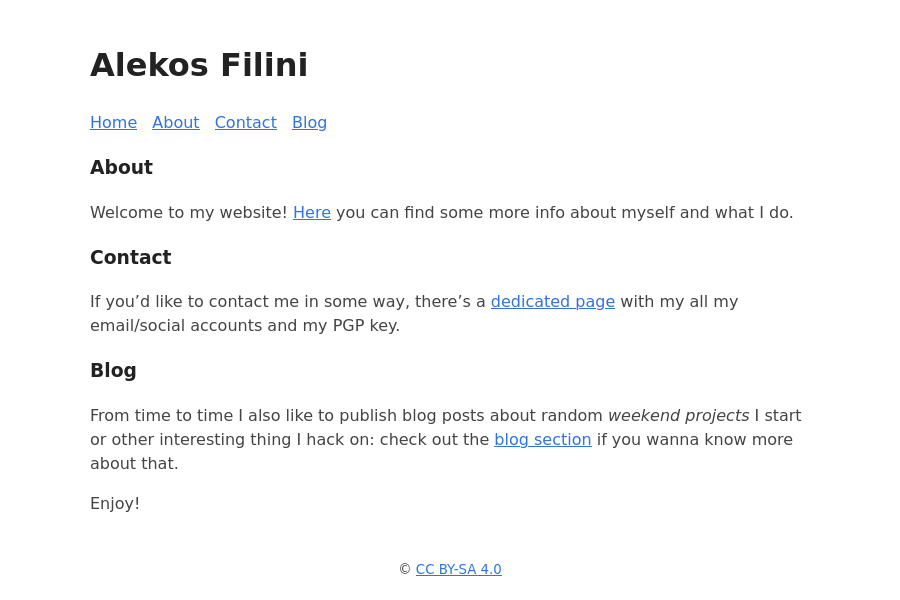 Alekos Filini
Home About Contact Blog
About
Welcome to my website! Here you can find some more info about myself and what I do.
Contact
If you’d like to contact me in some way, there’s a dedicated page with my all my
email/social accounts and my PGP key.
Blog
From time to time I also like to publish blog posts about random weekend projects I start
or other interesting thing I hack on: check out the blog section if you wanna know more
about that.
Enjoy!
© CC BY-SA 4.0